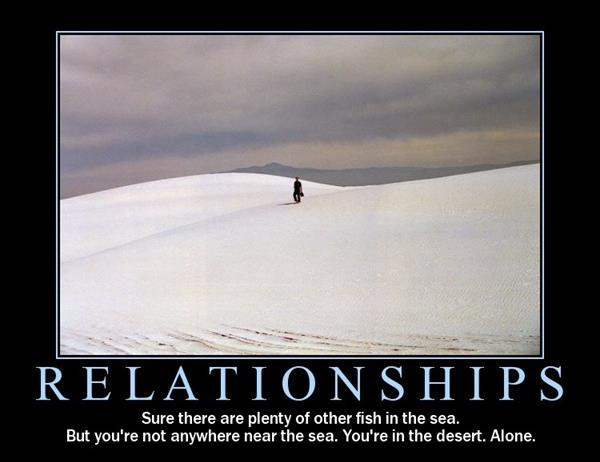 RELATIONSHIPS
Sure there are plenty of other fish in the sea.
But you're not anywhere near the sea. You're in the desert. Alone.